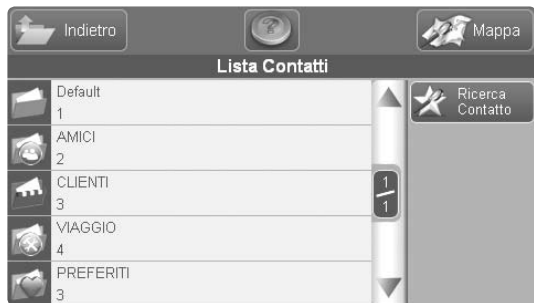 Indietro
?
Mappa
Lista Contatti
Default
1
Ricerca
Contatto
AMICI
2
CLIENTI
3
1
1
VIAGGIO
4
PREFERITI
3